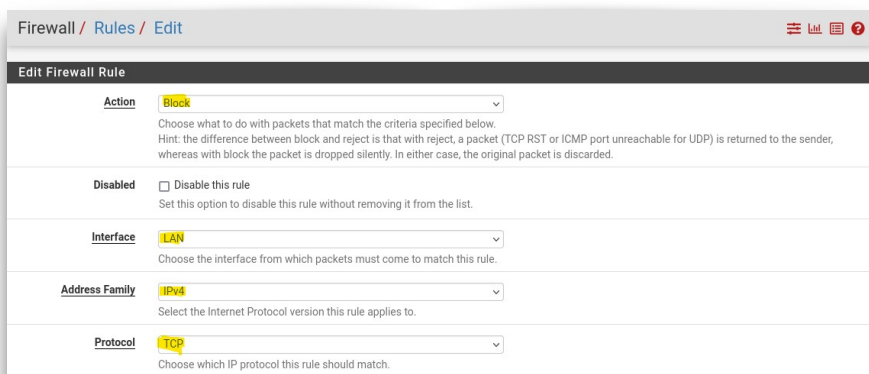 Firewall / Rules / Edit
Edit Firewall Rule
Action
Block
Choose what to do with packets that match the criteria specified below.
Hint: the difference between block and reject is that with reject, a packet (TCP RST or ICMP port unreachable for UDP) is returned to the sender,
whereas with block the packet is dropped silently. In either case, the original packet is discarded.
Disabled
Disable this rule
Set this option to disable this rule without removing it from the list.
Interface
LAN
Choose the interface from which packets must come to match this rule.
Address Family
IPv4
Select the Internet Protocol version this rule applies to.
Protocol
TCP
Choose which IP protocol this rule should match.